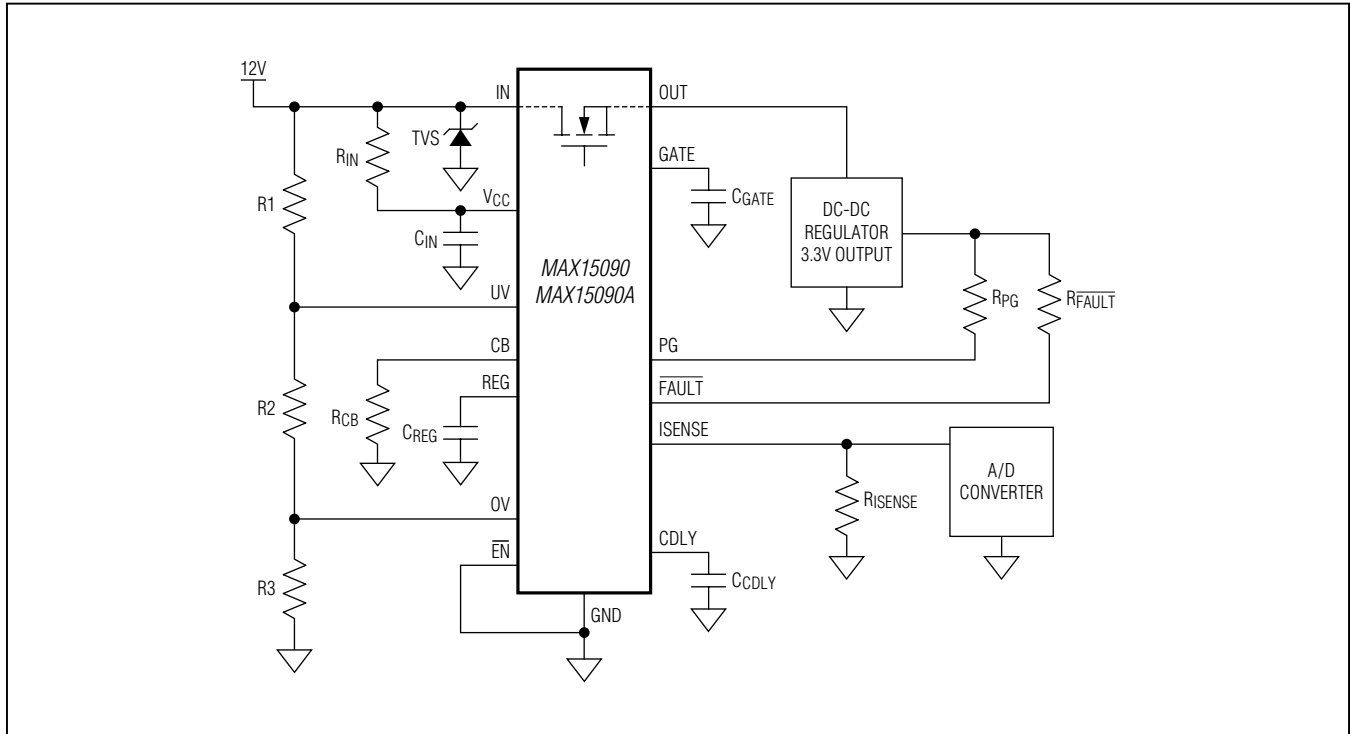 12V
IN
OUT
TVS
RIN
GATE
R1
VCC
CGATE
DC-DC
REGULATOR
3.3V OUTPUT
CIN
MAX15090
MAX15090A
UV
RPG
RFAULT
CB
PG
REG
FAULT
R2
RCB
CREG
ISENSE
A/D
CONVERTER
RISENSE
OV
CDLY
EN
R3
CCDLY
GND